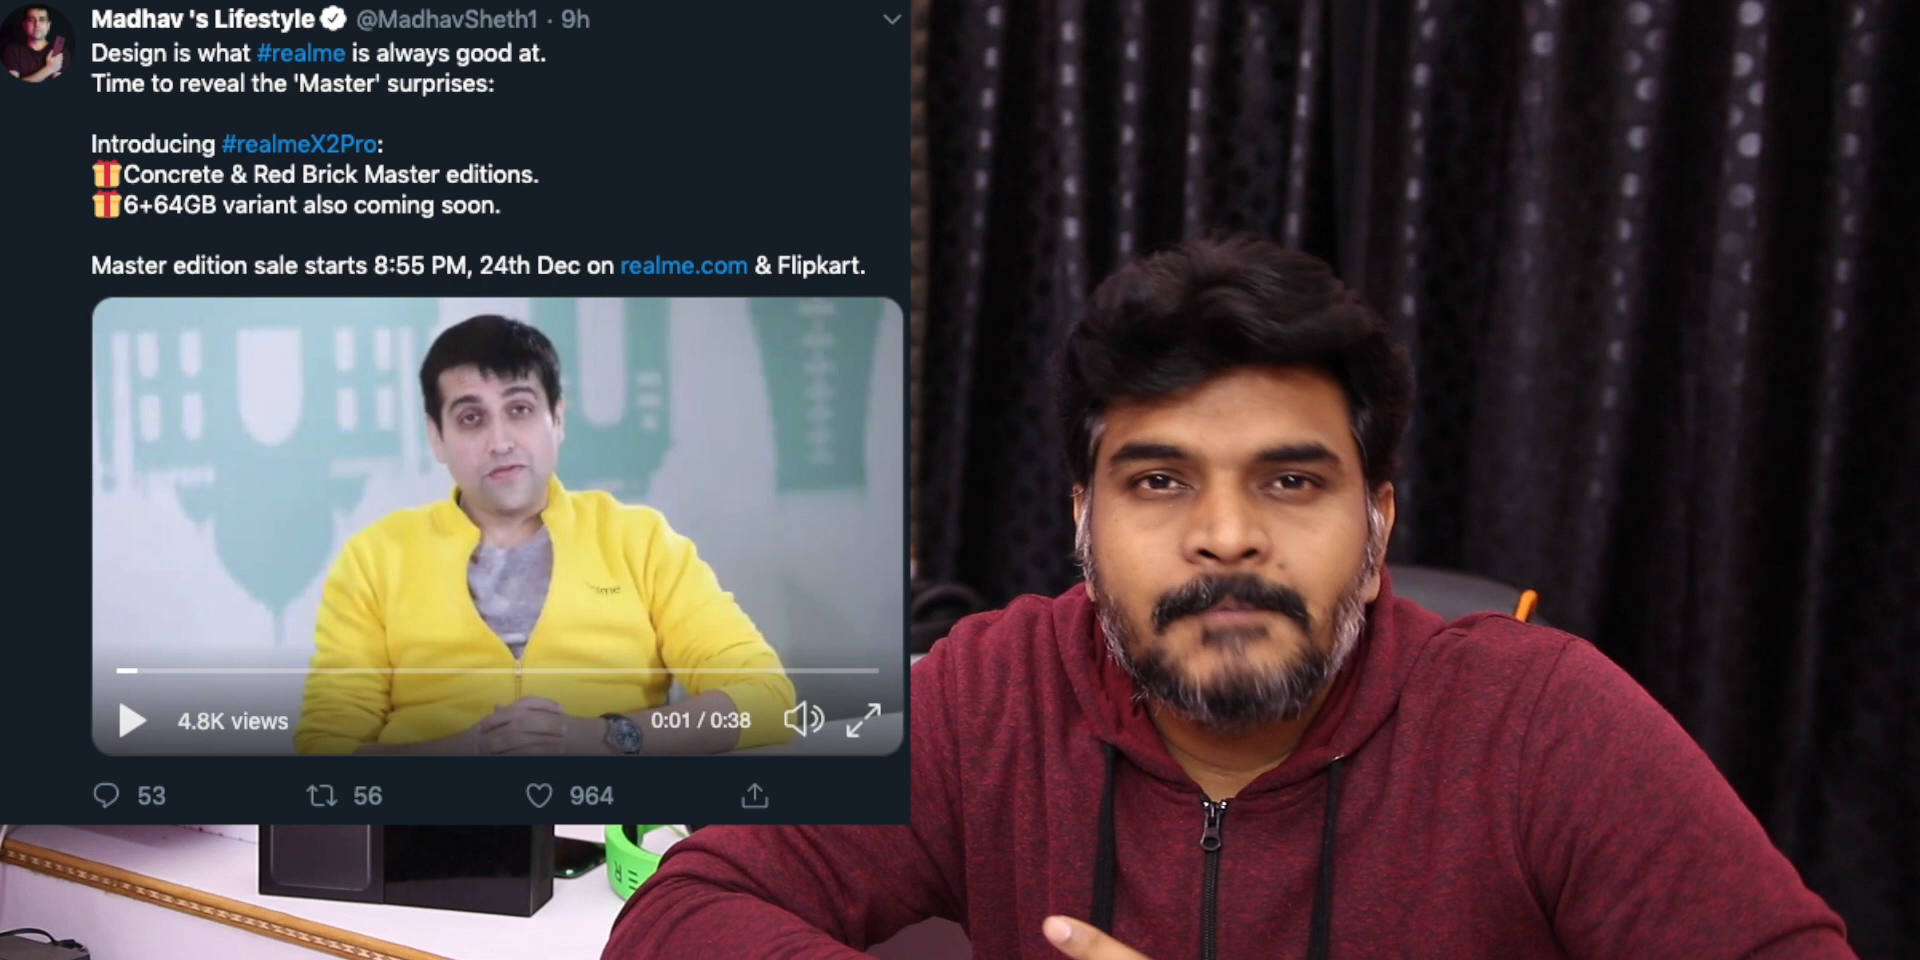 Madhav 's Lifestyle @MadhavSheth1 · 9h
Design is what #realme is always good at.
Time to reveal the 'Master' surprises:
Introducing #realmeX2Pro:
🎁Concrete & Red Brick Master editions.
🎁6+64GB variant also coming soon.
Master edition sale starts 8:55 PM, 24th Dec on realme.com & Flipkart.
4.8K views
0:01 / 0:38
53
56
964